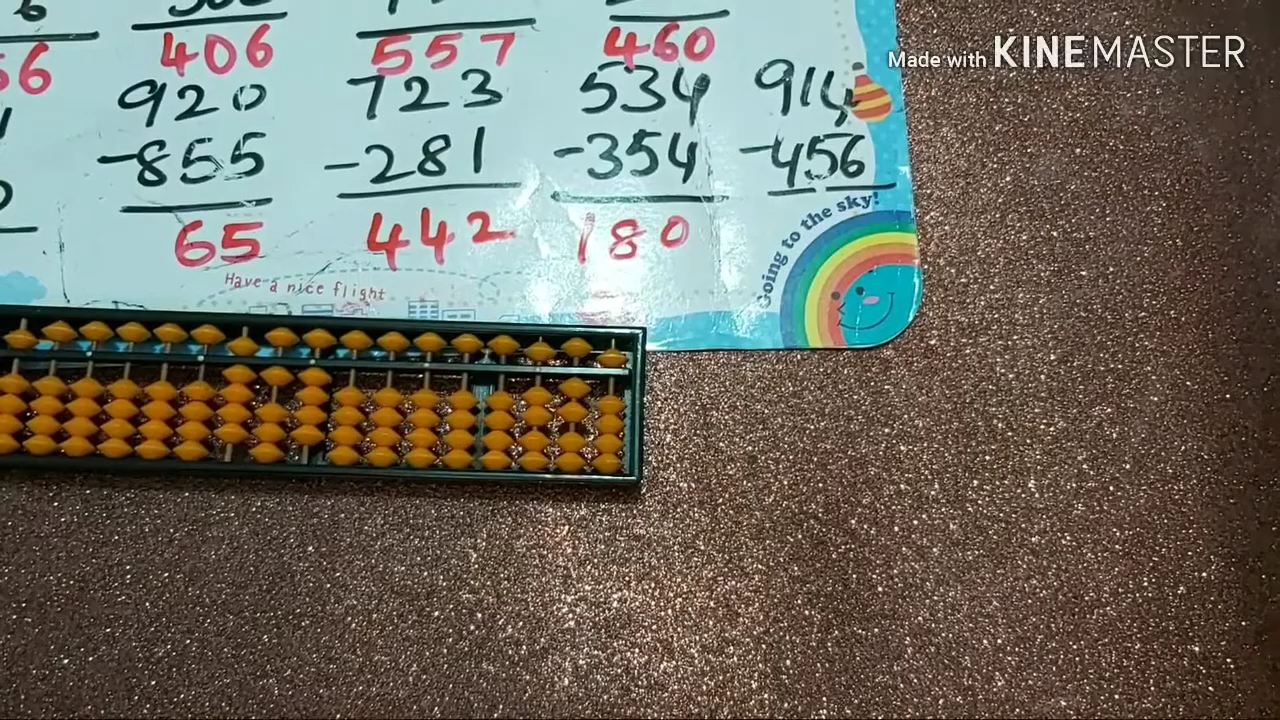 Made with KINEMASTER
66 406 557 460
920 723 534 914
-855 -281 -354 -456
65 442 180
Going to the sky!
Have a nice flight